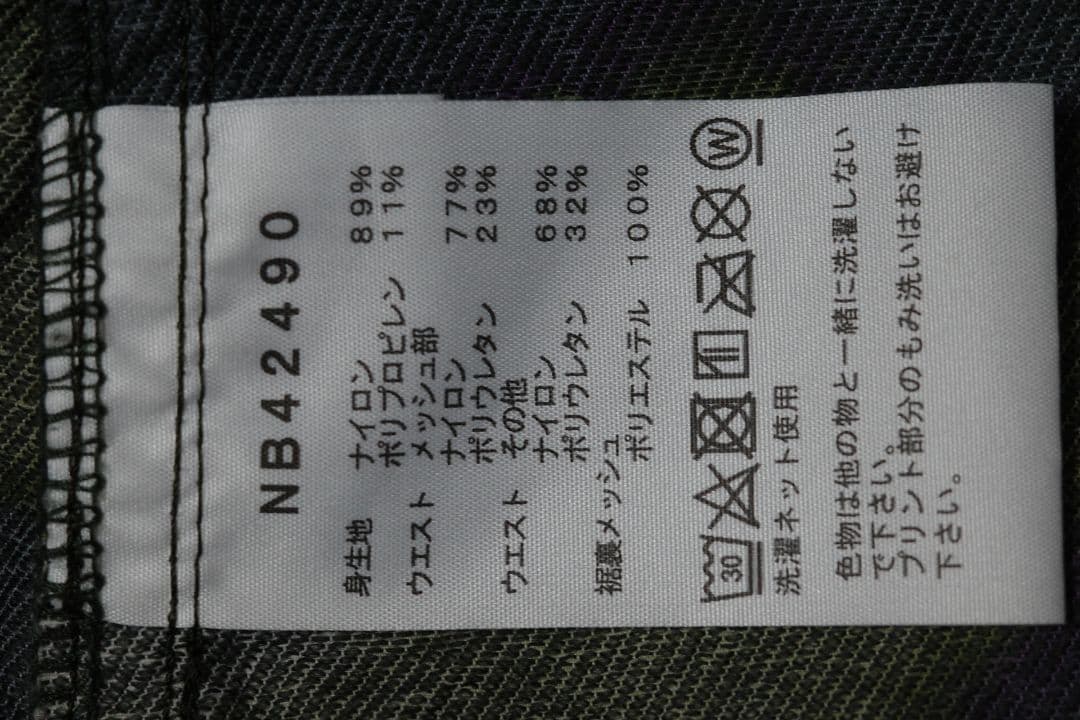 NB42490
身生地 ナイロン 89%
ポリプロピレン 11%
ウエスト メッシュ部
ナイロン 77%
ポリウレタン 23%
ウエスト その他
ナイロン 68%
ポリウレタン 32%
裾裏メッシュ
ポリエステル 100%
30 W
洗濯ネット使用
色物は他の物と一緒に洗濯しない
で下さい。
プリント部分のもみ洗いはお避け
下さい。